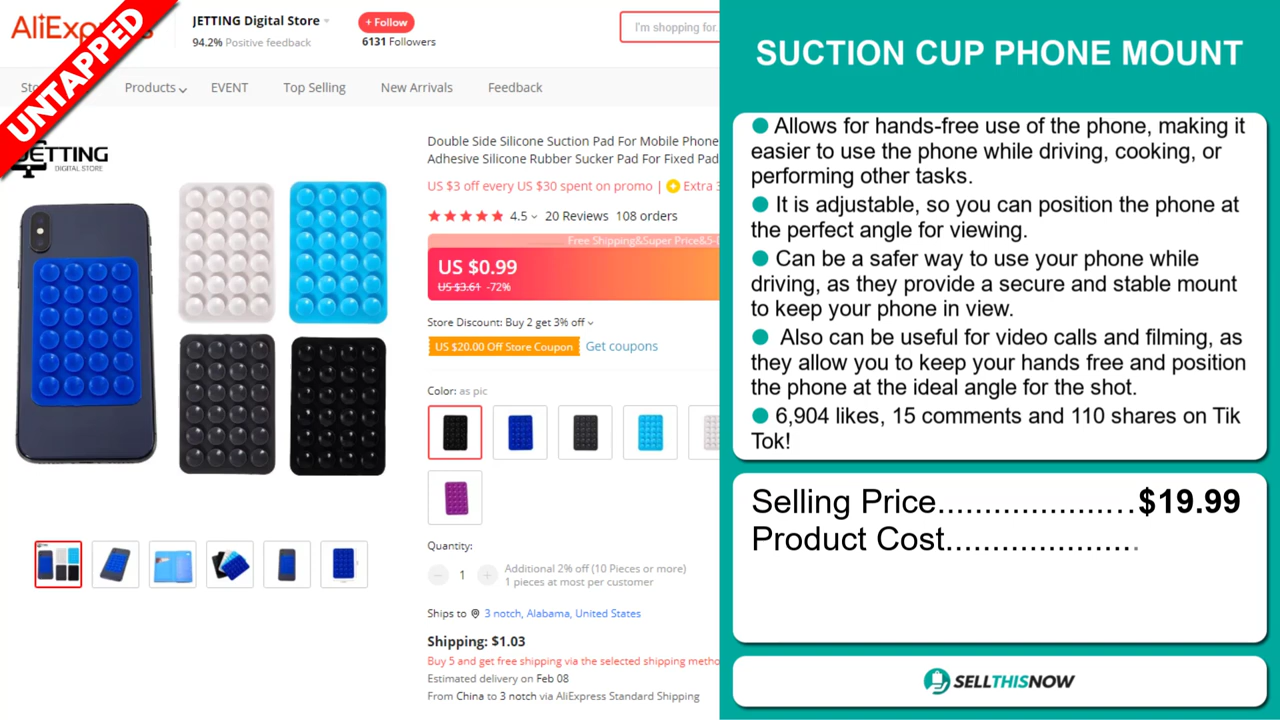 AliExpress
UNTAPPED
JETTING Digital Store
94.2% Positive feedback
+ Follow
6131 Followers
I'm shopping for.
Products
EVENT
Top Selling
New Arrivals
Feedback
JETTING
DIGITAL STORE
Double Side Silicone Suction Pad For Mobile Phone
Adhesive Silicone Rubber Sucker Pad For Fixed Pad
US $3 off every US $30 spent on promo | Extra
4.5 20 Reviews 108 orders
Free Shipping&Super Price&5-
US $0.99
US $3.61 -72%
Store Discount: Buy 2 get 3% off
US $20.00 Off Store Coupon Get coupons
Color: as pic
Quantity:
1
Additional 2% off (10 Pieces or more)
1 pieces at most per customer
Ships to 3 notch, Alabama, United States
Shipping: $1.03
Buy 5 and get free shipping via the selected shipping metho
Estimated delivery on Feb 08
From China to 3 notch via AliExpress Standard Shipping
SUCTION CUP PHONE MOUNT
● Allows for hands-free use of the phone, making it
easier to use the phone while driving, cooking, or
performing other tasks.
● It is adjustable, so you can position the phone at
the perfect angle for viewing.
● Can be a safer way to use your phone while
driving, as they provide a secure and stable mount
to keep your phone in view.
● Also can be useful for video calls and filming, as
they allow you to keep your hands free and position
the phone at the ideal angle for the shot.
● 6,904 likes, 15 comments and 110 shares on Tik
Tok!
Selling Price.....................$19.99
Product Cost.....................
SELLTHISNOW